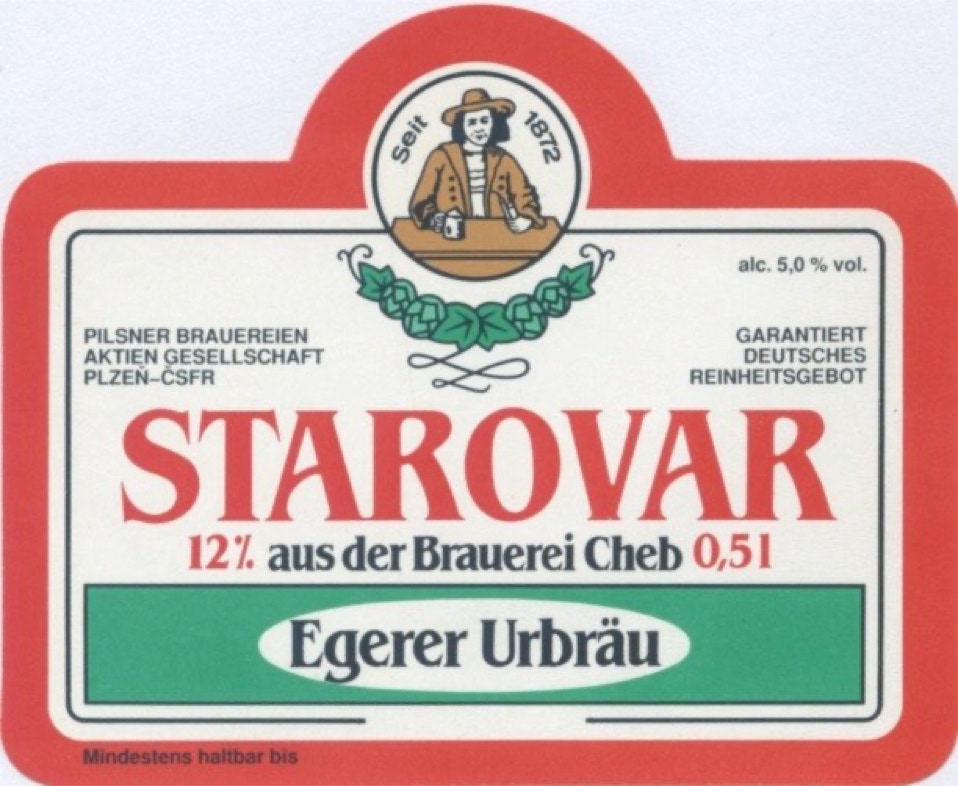 Seit 1872
alc. 5,0 % vol.
PILSNER BRAUEREIEN
AKTIEN GESELLSCHAFT
PLZEŇ–ČSFR
GARANTIERT
DEUTSCHES
REINHEITSGEBOT
STAROVAR
12% aus der Brauerei Cheb 0,5l
Egerer Urbräu
Mindestens haltbar bis